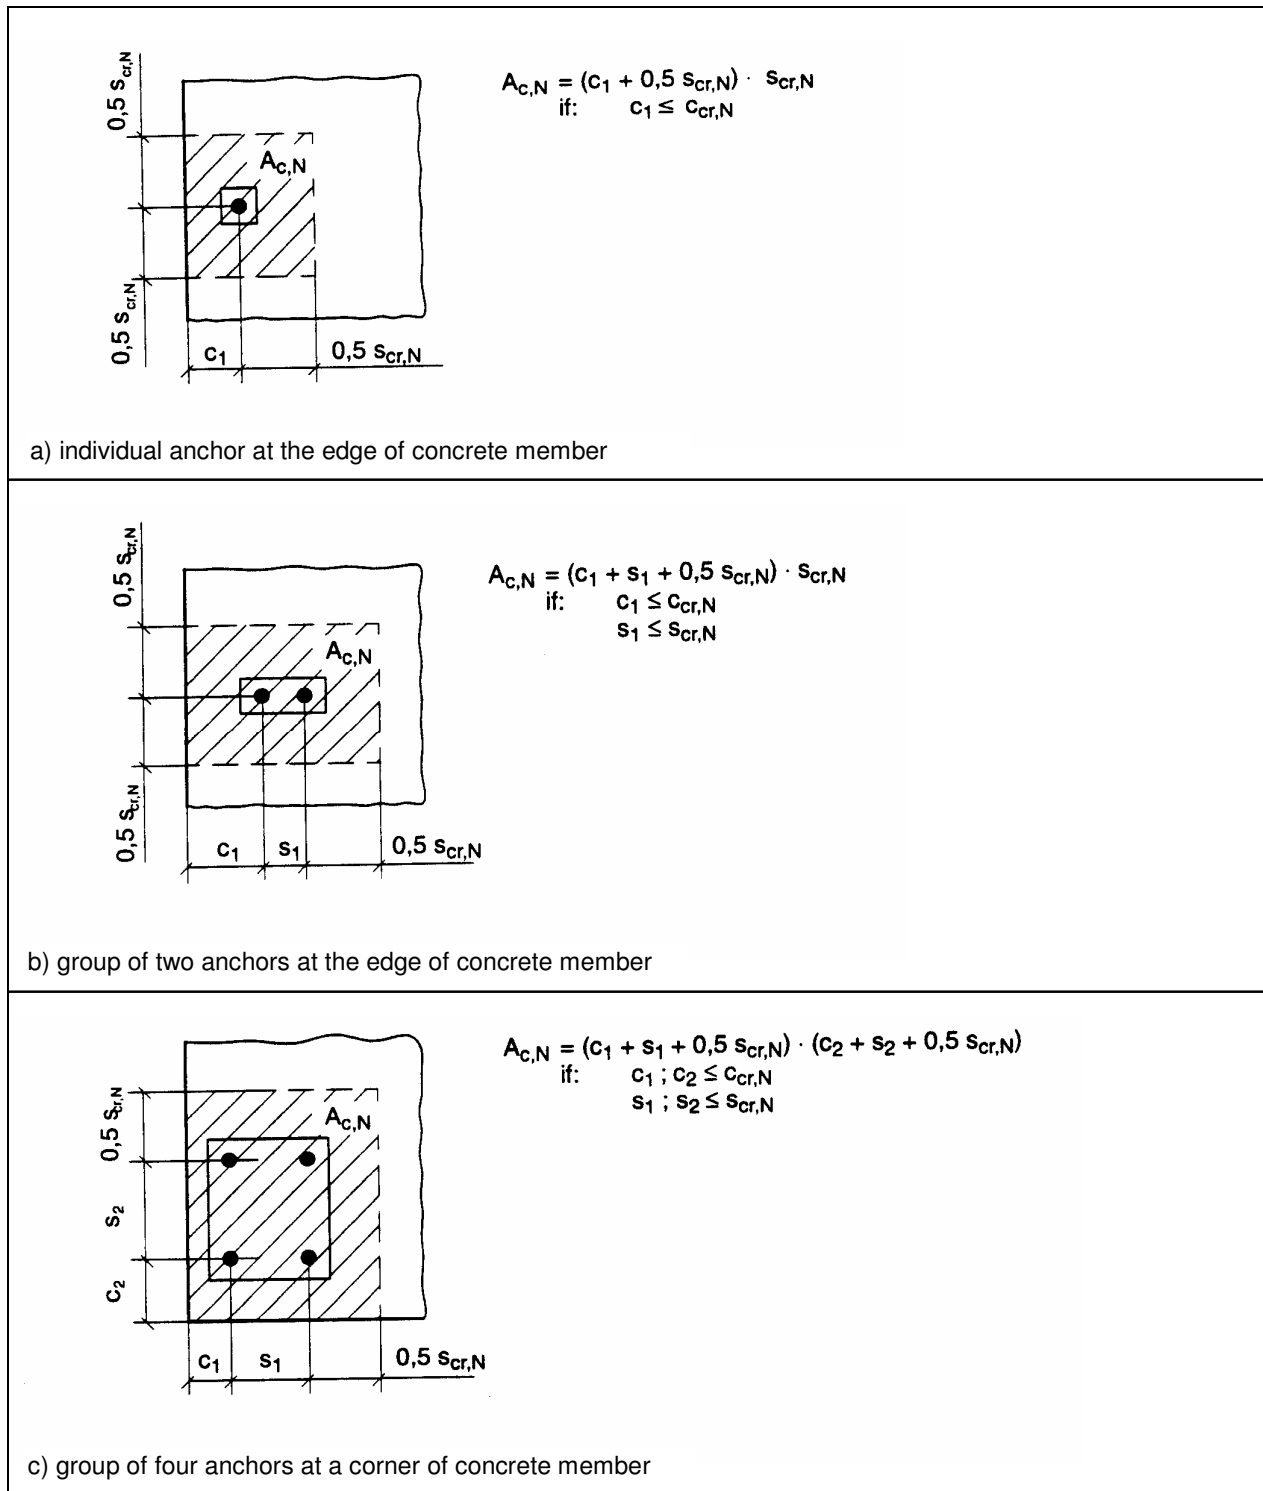 0,5 s_cr,N
A_c,N = (c_1 + 0,5 s_cr,N) · s_cr,N
if: c_1 ≤ c_cr,N
A_c,N
0,5 s_cr,N
c_1 0,5 s_cr,N
a) individual anchor at the edge of concrete member
0,5 s_cr,N
A_c,N = (c_1 + s_1 + 0,5 s_cr,N) · s_cr,N
if: c_1 ≤ c_cr,N
s_1 ≤ s_cr,N
A_c,N
0,5 s_cr,N
c_1 s_1 0,5 s_cr,N
b) group of two anchors at the edge of concrete member
A_c,N = (c_1 + s_1 + 0,5 s_cr,N) · (c_2 + s_2 + 0,5 s_cr,N)
if: c_1 ; c_2 ≤ c_cr,N
s_1 ; s_2 ≤ s_cr,N
0,5 s_cr,N
A_c,N
s_2
c_2
c_1 s_1 0,5 s_cr,N
c) group of four anchors at a corner of concrete member